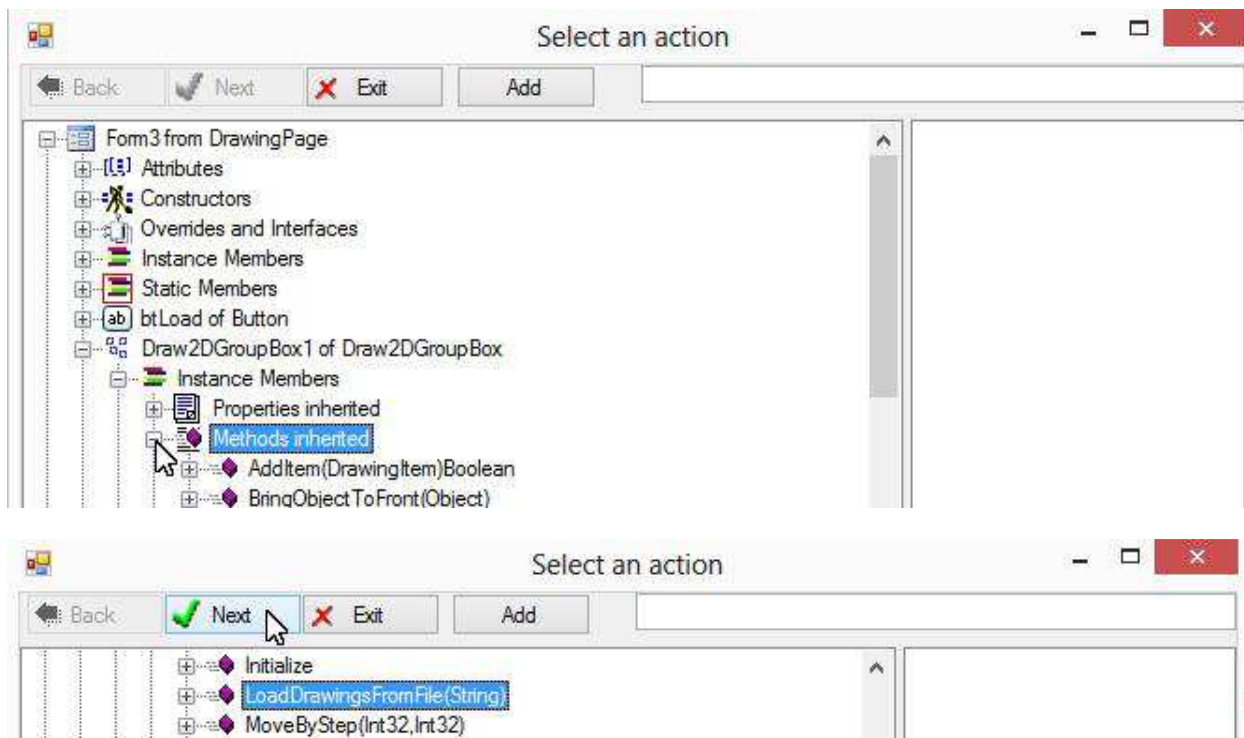 Select an action
Back Next Exit Add
Form3 from DrawingPage
Attributes
Constructors
Overrides and Interfaces
Instance Members
Static Members
ab btLoad of Button
Draw2DGroupBox1 of Draw2DGroupBox
Instance Members
Properties inherited
Methods inherited
AddItem(DrawingItem)Boolean
BringObjectToFront(Object)
Select an action
Back Next Exit Add
Initialize
LoadDrawingsFromFile(String)
MoveByStep(Int32,Int32)